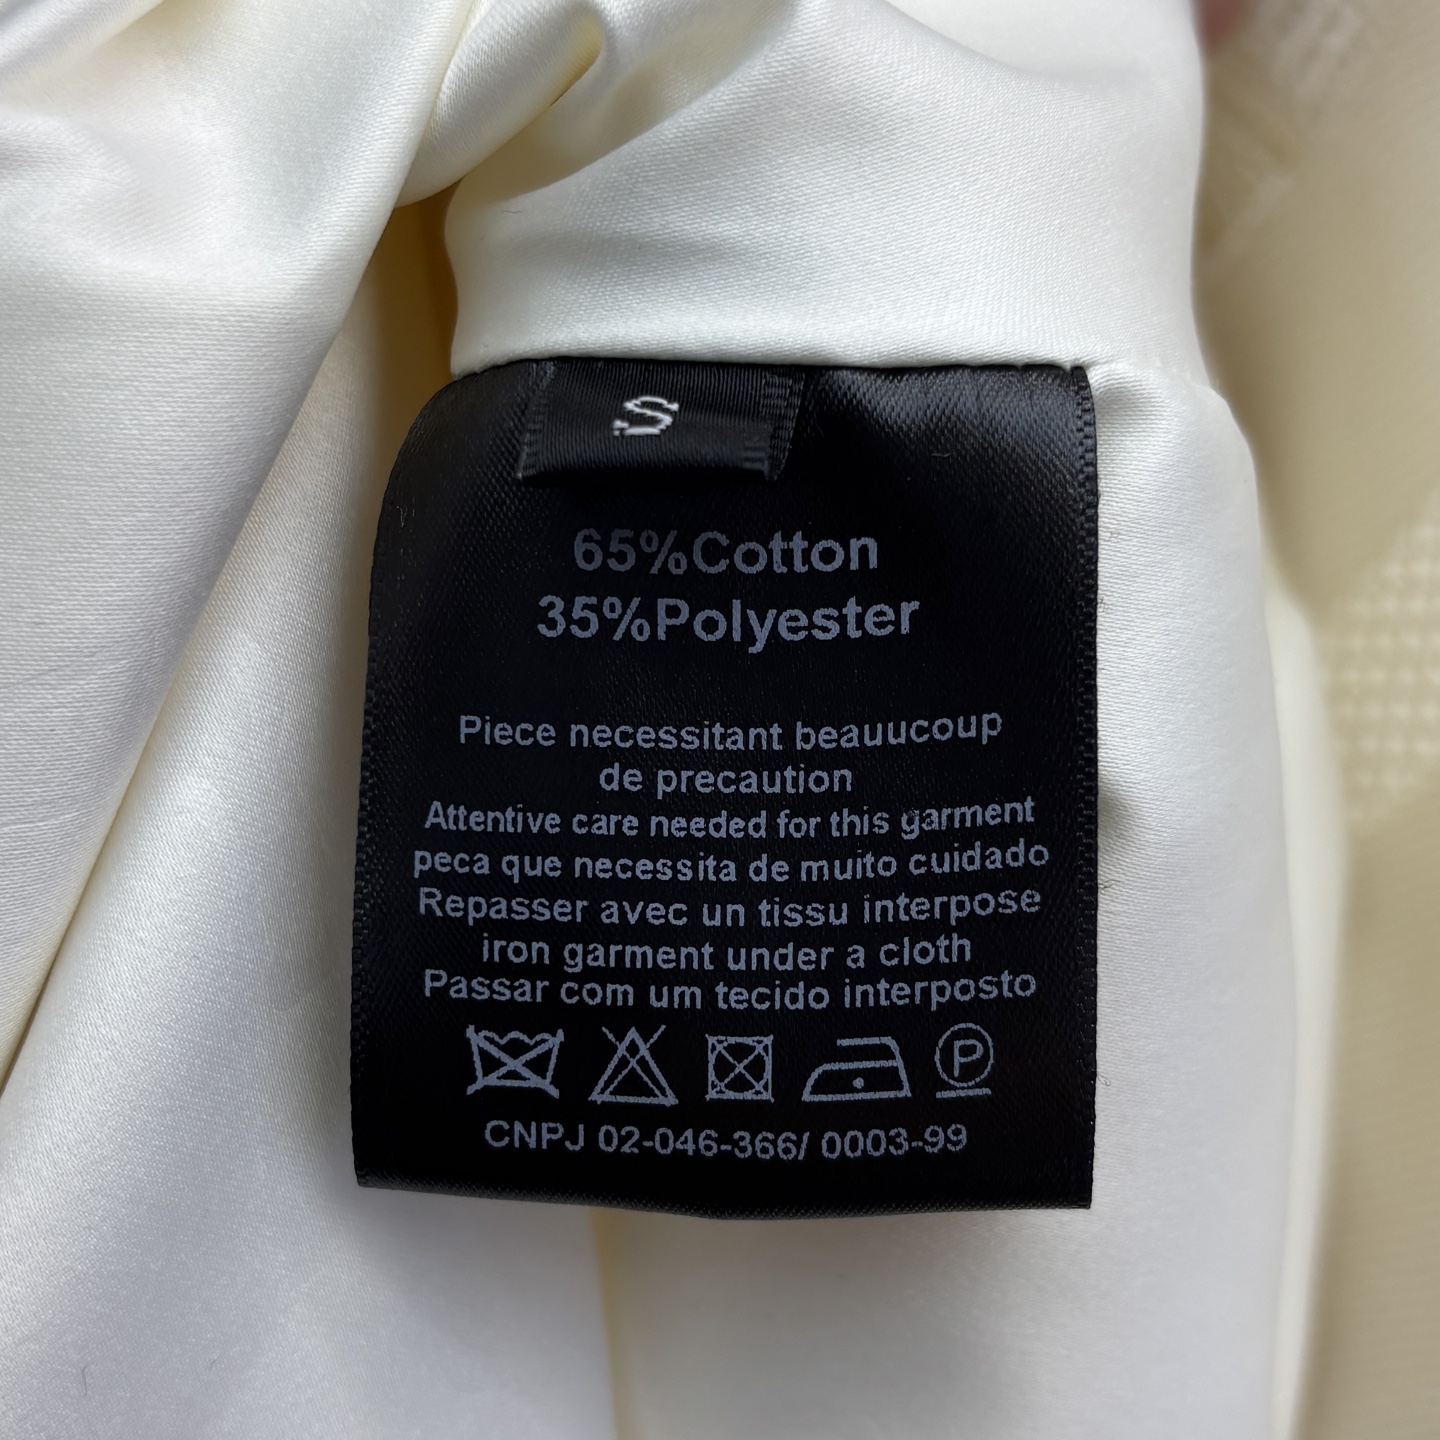 S
65%Cotton
35%Polyester
Piece necessitant beauucoup
de precaution
Attentive care needed for this garment
peca que necessita de muito cuidado
Repasser avec un tissu interpose
iron garment under a cloth
Passar com um tecido interposto
P
CNPJ 02-046-366/ 0003-99